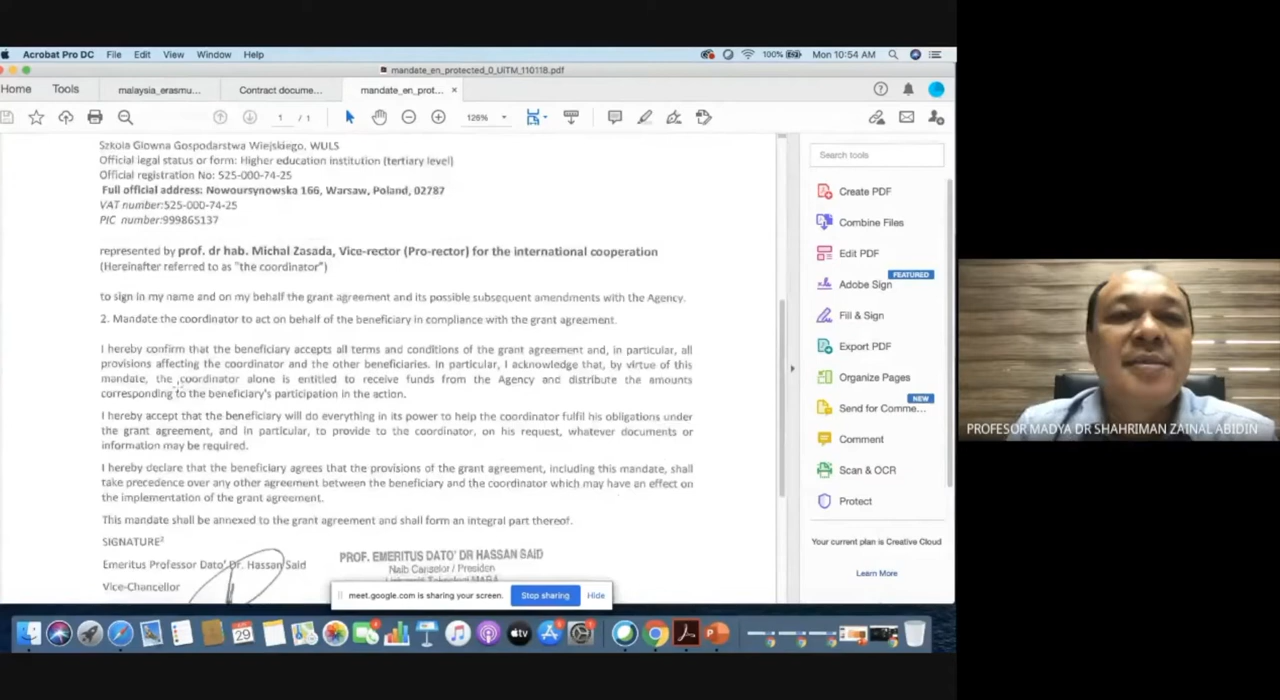 Acrobat Pro DC File Edit View Window Help 100% Mon 10:54 AM
mandate_en_protected_0_UiTM_110118.pdf
Home Tools malaysia_erasmu... Contract docume... mandate_en_prot... ×
1 / 1 126%
Szkola Glowna Gospodarstwa Wiejskiego, WULS
Official legal status or form: Higher education institution (tertiary level)
Official registration No: 525-000-74-25
Full official address: Nowoursynowska 166, Warsaw, Poland, 02787
VAT number:525-000-74-25
PIC number:999865137
represented by prof. dr hab. Michal Zasada, Vice-rector (Pro-rector) for the international cooperation
(Hereinafter referred to as "the coordinator")
to sign in my name and on my behalf the grant agreement and its possible subsequent amendments with the Agency.
2. Mandate the coordinator to act on behalf of the beneficiary in compliance with the grant agreement.
I hereby confirm that the beneficiary accepts all terms and conditions of the grant agreement and, in particular, all
provisions affecting the coordinator and the other beneficiaries. In particular, I acknowledge that, by virtue of this
mandate, the coordinator alone is entitled to receive funds from the Agency and distribute the amounts
corresponding to the beneficiary's participation in the action.
I hereby accept that the beneficiary will do everything in its power to help the coordinator fulfil his obligations under
the grant agreement, and in particular, to provide to the coordinator, on his request, whatever documents or
information may be required.
I hereby declare that the beneficiary agrees that the provisions of the grant agreement, including this mandate, shall
take precedence over any other agreement between the beneficiary and the coordinator which may have an effect on
the implementation of the grant agreement.
This mandate shall be annexed to the grant agreement and shall form an integral part thereof.
SIGNATURE²
Emeritus Professor Dato' Dr. Hassan Said
Vice-Chancellor
PROF. EMERITUS DATO' DR HASSAN SAID
Naib Canselor / Presiden
meet.google.com is sharing your screen. Stop sharing Hide
Search tools
Create PDF
Combine Files
Edit PDF
FEATURED
Adobe Sign
Fill & Sign
Export PDF
Organize Pages
NEW
Send for Comme...
Comment
Scan & OCR
Protect
Your current plan is Creative Cloud
Learn More
PROFESOR MADYA DR SHAHRIMAN ZAINAL ABIDIN
29
tv